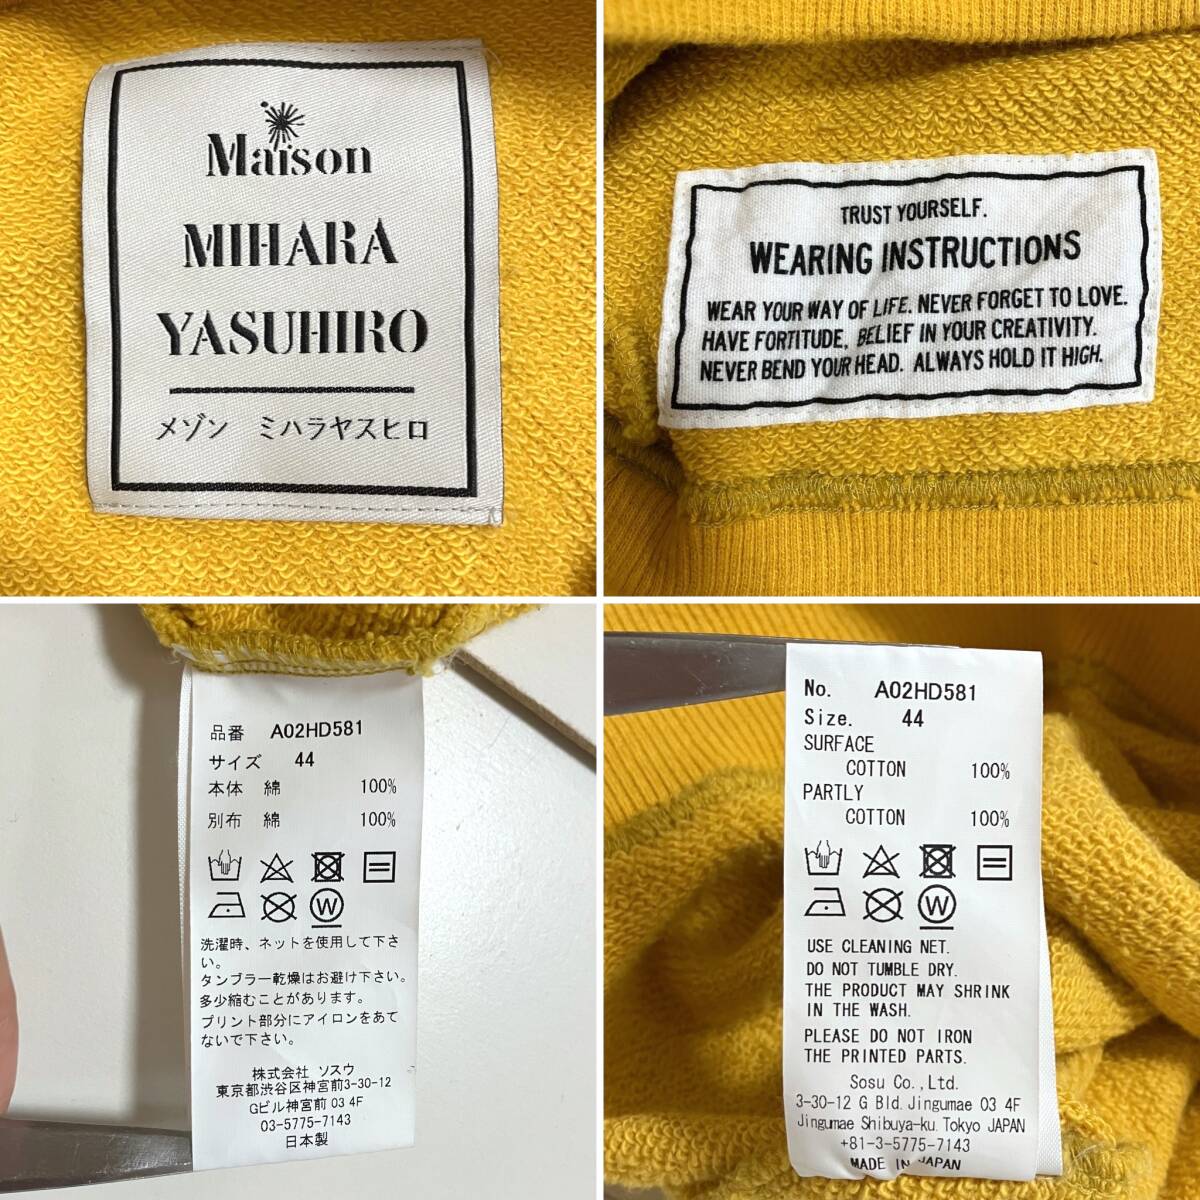 Maison
MIHARA
YASUHIRO
メゾン ミハラヤスヒロ
TRUST YOURSELF.
WEARING INSTRUCTIONS
WEAR YOUR WAY OF LIFE. NEVER FORGET TO LOVE.
HAVE FORTITUDE, BELIEF IN YOUR CREATIVITY.
NEVER BEND YOUR HEAD. ALWAYS HOLD IT HIGH.
品番 A02HD581
サイズ 44
本体 綿 100%
別布 綿 100%
W
洗濯時、ネットを使用して下さ
い。
タンブラー乾燥はお避け下さい。
多少縮むことがあります。
プリント部分にアイロンをあて
ないで下さい。
株式会社 ソスウ
東京都渋谷区神宮前3-30-12
Gビル神宮前 03 4F
03-5775-7143
日本製
No. A02HD581
Size. 44
SURFACE
COTTON 100%
PARTLY
COTTON 100%
W
USE CLEANING NET.
DO NOT TUMBLE DRY.
THE PRODUCT MAY SHRINK
IN THE WASH.
PLEASE DO NOT IRON
THE PRINTED PARTS.
Sosu Co., Ltd.
3-30-12 G Bld. Jingumae 03 4F
Jingumae Shibuya-ku. Tokyo JAPAN
+81-3-5775-7143
MADE IN JAPAN